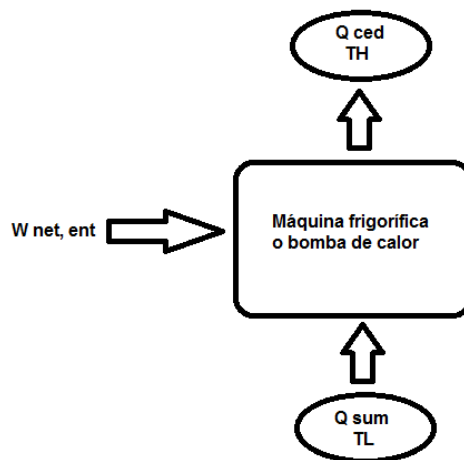 Q ced
TH
W net, ent
Máquina frigorífica
o bomba de calor
Q sum
TL